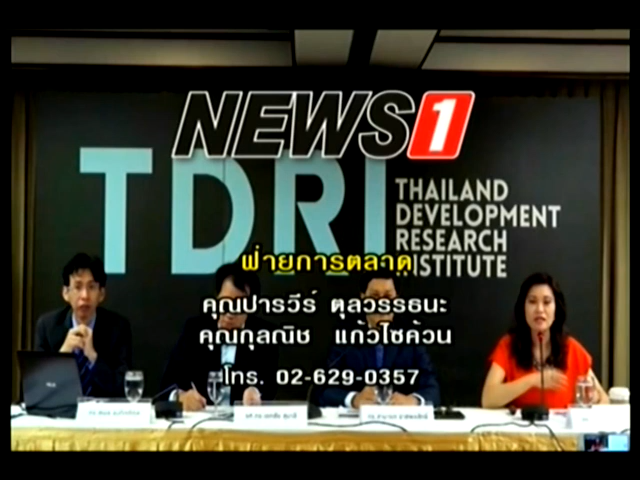 NEWS1
TDRI
THAILAND
DEVELOPMENT
RESEARCH
INSTITUTE
ฝ่ายการตลาด
คุณปารวีร์ ตุลวรรธนะ
คุณกุลณิช แก้วไซค้วน
โทร. 02-629-0357